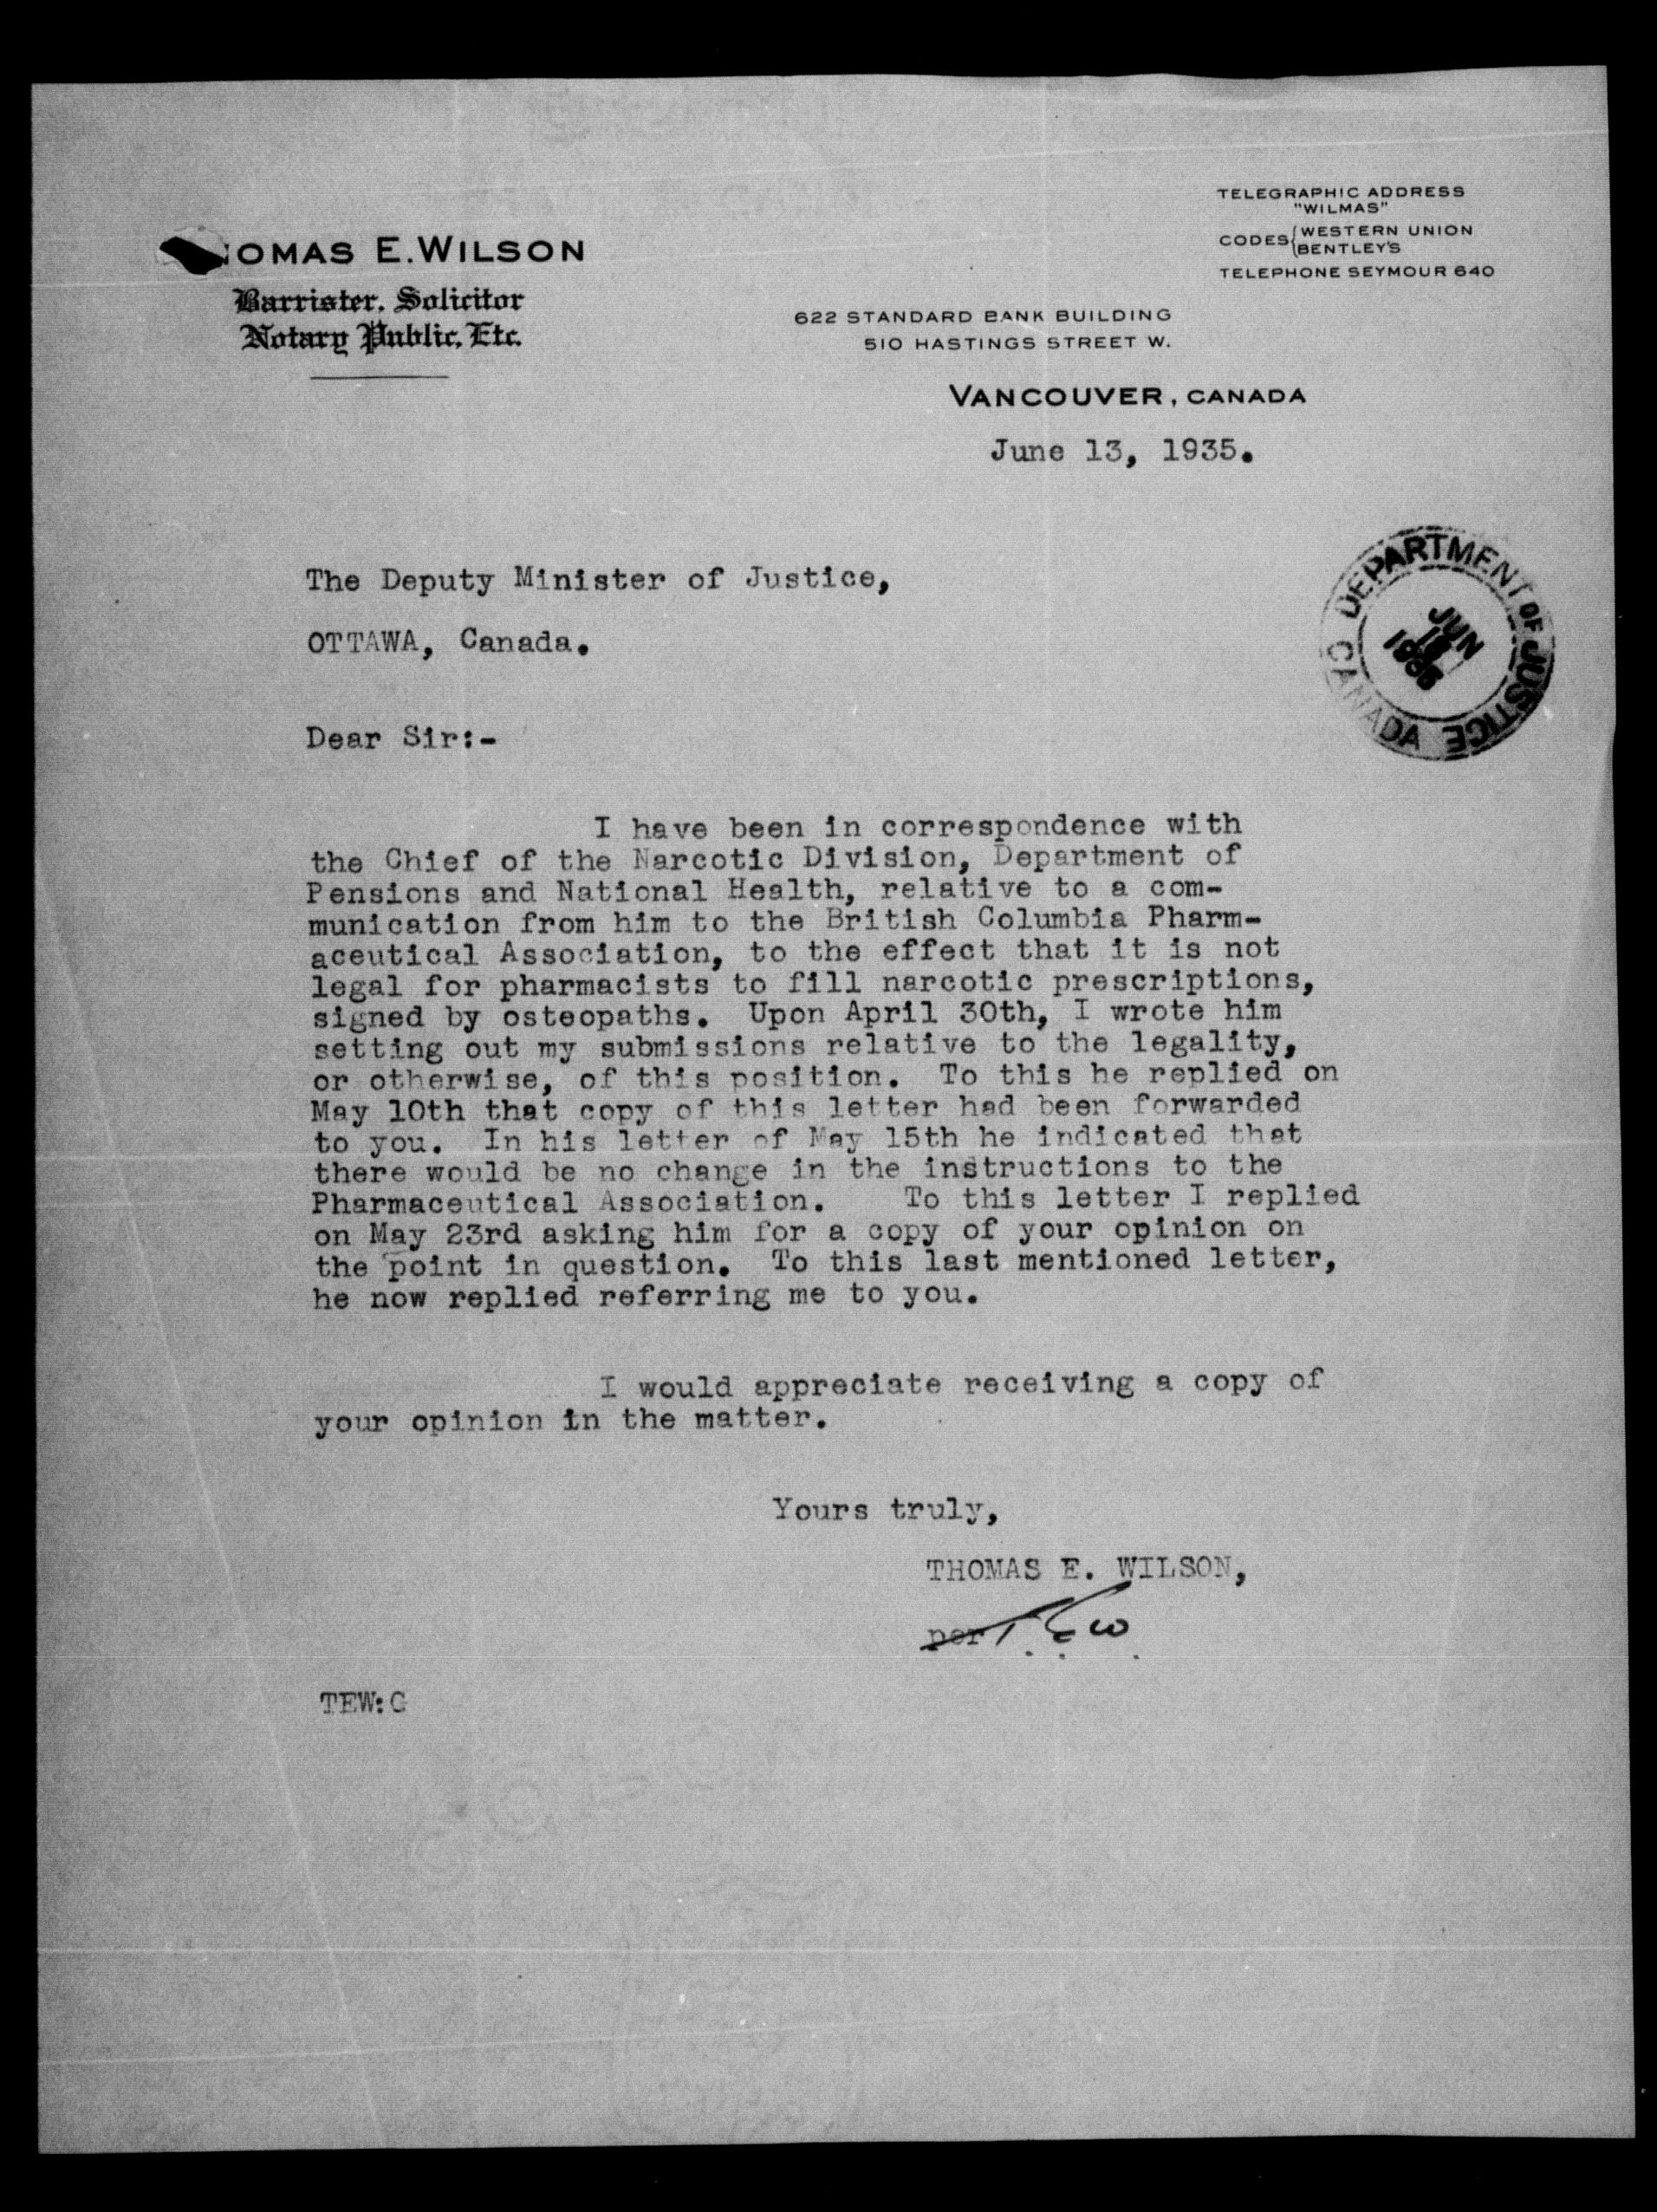 TELEGRAPHIC ADDRESS
"WILMAS"
CODES{WESTERN UNION
BENTLEY'S
TELEPHONE SEYMOUR 640
OMAS E. WILSON
Barrister, Solicitor
Notary Public, Etc.
622 STANDARD BANK BUILDING
510 HASTINGS STREET W.
VANCOUVER, CANADA
June 13, 1935.
DEPARTMENT OF JUSTICE
CANADA
JUN
The Deputy Minister of Justice,
OTTAWA, Canada.
Dear Sir:-
I have been in correspondence with
the Chief of the Narcotic Division, Department of
Pensions and National Health, relative to a com-
munication from him to the British Columbia Pharm-
aceutical Association, to the effect that it is not
legal for pharmacists to fill narcotic prescriptions,
signed by osteopaths. Upon April 30th, I wrote him
setting out my submissions relative to the legality,
or otherwise, of this position. To this he replied on
May 10th that copy of this letter had been forwarded
to you. In his letter of May 15th he indicated that
there would be no change in the instructions to the
Pharmaceutical Association. To this letter I replied
on May 23rd asking him for a copy of your opinion on
the point in question. To this last mentioned letter,
he now replied referring me to you.
I would appreciate receiving a copy of
your opinion in the matter.
Yours truly,
THOMAS E. WILSON,
per T.E.W.
TEW:G